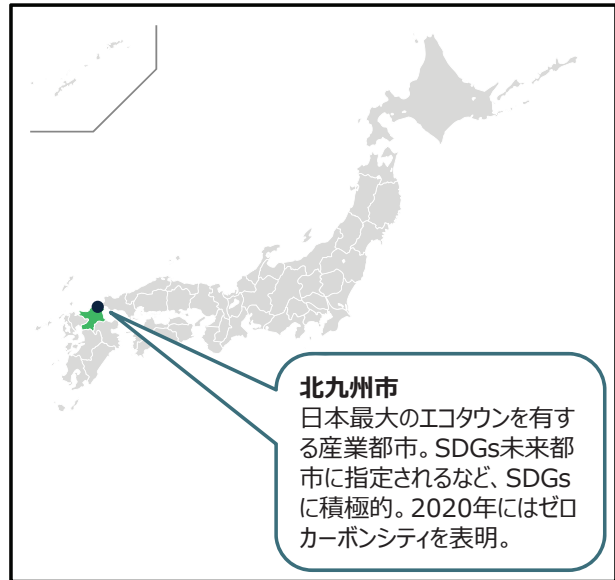 北九州市
日本最大のエコタウンを有す
る産業都市。SDGs未来都
市に指定されるなど、SDGs
に積極的。2020年にはゼロ
カーボンシティを表明。